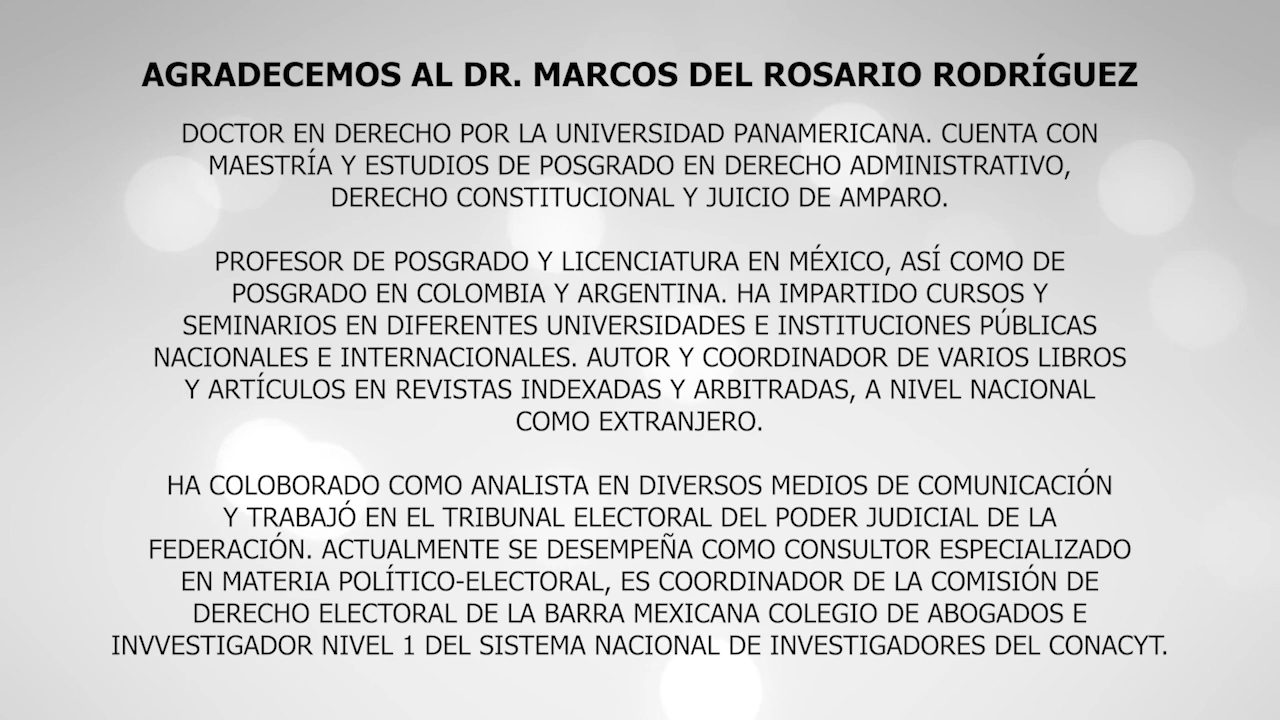 AGRADECEMOS AL DR. MARCOS DEL ROSARIO RODRÍGUEZ
DOCTOR EN DERECHO POR LA UNIVERSIDAD PANAMERICANA. CUENTA CON
MAESTRÍA Y ESTUDIOS DE POSGRADO EN DERECHO ADMINISTRATIVO,
DERECHO CONSTITUCIONAL Y JUICIO DE AMPARO.
PROFESOR DE POSGRADO Y LICENCIATURA EN MÉXICO, ASÍ COMO DE
POSGRADO EN COLOMBIA Y ARGENTINA. HA IMPARTIDO CURSOS Y
SEMINARIOS EN DIFERENTES UNIVERSIDADES E INSTITUCIONES PÚBLICAS
NACIONALES E INTERNACIONALES. AUTOR Y COORDINADOR DE VARIOS LIBROS
Y ARTÍCULOS EN REVISTAS INDEXADAS Y ARBITRADAS, A NIVEL NACIONAL
COMO EXTRANJERO.
HA COLOBORADO COMO ANALISTA EN DIVERSOS MEDIOS DE COMUNICACIÓN
Y TRABAJÓ EN EL TRIBUNAL ELECTORAL DEL PODER JUDICIAL DE LA
FEDERACIÓN. ACTUALMENTE SE DESEMPEÑA COMO CONSULTOR ESPECIALIZADO
EN MATERIA POLÍTICO-ELECTORAL, ES COORDINADOR DE LA COMISIÓN DE
DERECHO ELECTORAL DE LA BARRA MEXICANA COLEGIO DE ABOGADOS E
INVVESTIGADOR NIVEL 1 DEL SISTEMA NACIONAL DE INVESTIGADORES DEL CONACYT.